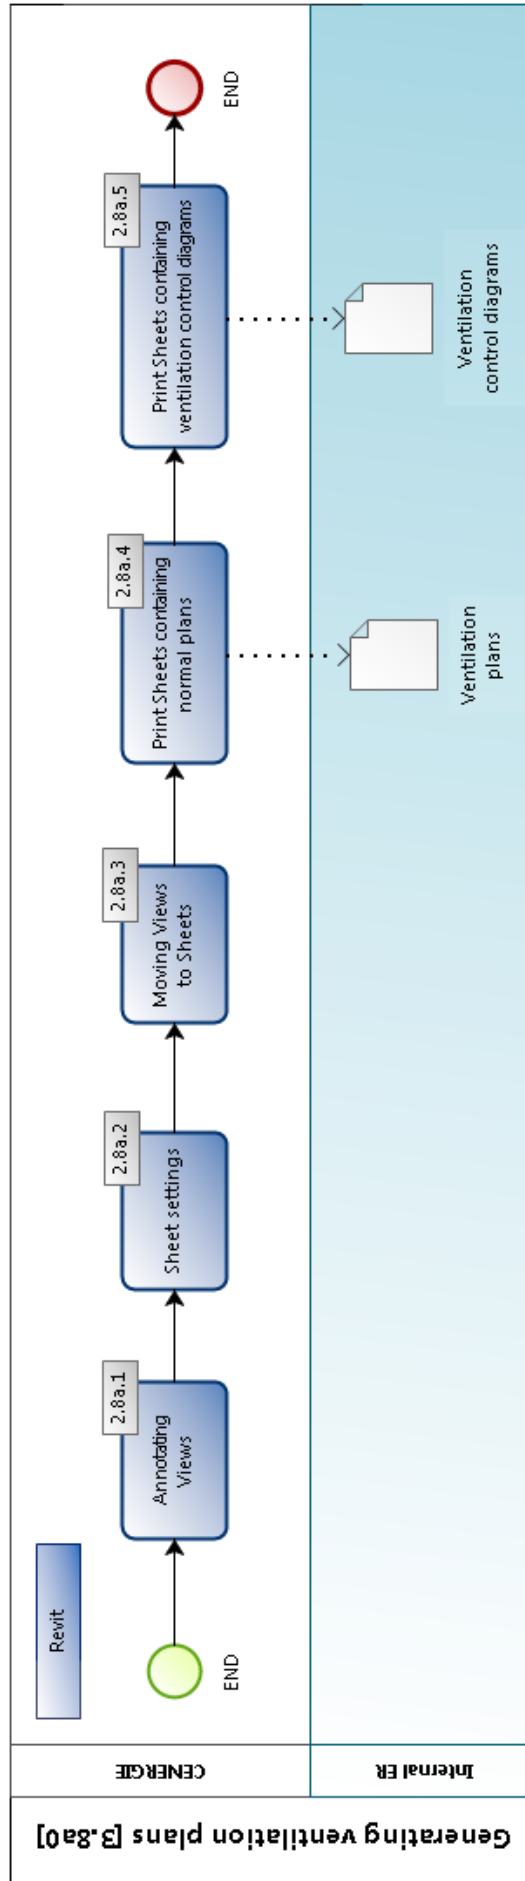 Generating ventilation plans [3.8a0]
CENERGIE
Internal ER
Revit
END
2.8a.1
Annotating
Views
2.8a.2
Sheet settings
2.8a.3
Moving Views
to Sheets
2.8a.4
Print Sheets containing
normal plans
2.8a.5
Print Sheets containing
ventilation control diagrams
END
Ventilation
plans
Ventilation
control diagrams